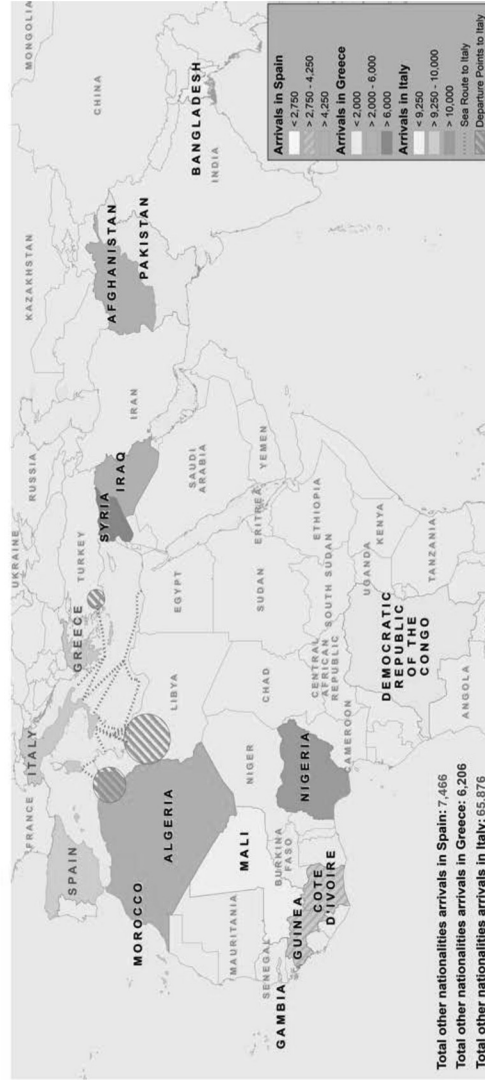 MONGOLIA
KAZAKHSTAN
RUSSIA
UKRAINE
FRANCE
CHINA
ITALY
GREECE
TURKEY
SPAIN
SYRIA
IRAQ
IRAN
AFGHANISTAN
PAKISTAN
INDIA
BANGLADESH
MOROCCO
ALGERIA
LIBYA
EGYPT
SAUDI
ARABIA
MAURITANIA
MALI
NIGER
CHAD
SUDAN
ERITREA
YEMEN
SENEGAL
GAMBIA
GUINEA
BURKINA
FASO
COTE
D'IVOIRE
NIGERIA
CAMEROON
CENTRAL
AFRICAN
REPUBLIC
SOUTH SUDAN
ETHIOPIA
UGANDA
KENYA
DEMOCRATIC
REPUBLIC
OF THE
CONGO
TANZANIA
ANGOLA
Total other nationalities arrivals in Spain: 7,466
Total other nationalities arrivals in Greece: 6,206
Total other nationalities arrivals in Italy: 65,876
Arrivals in Spain
< 2,750
> 2,750 - 4,250
> 4,250
Arrivals in Greece
< 2,000
> 2,000 - 6,000
> 6,000
Arrivals in Italy
< 9,250
> 9,250 - 10,000
> 10,000
Sea Route to Italy
Departure Points to Italy